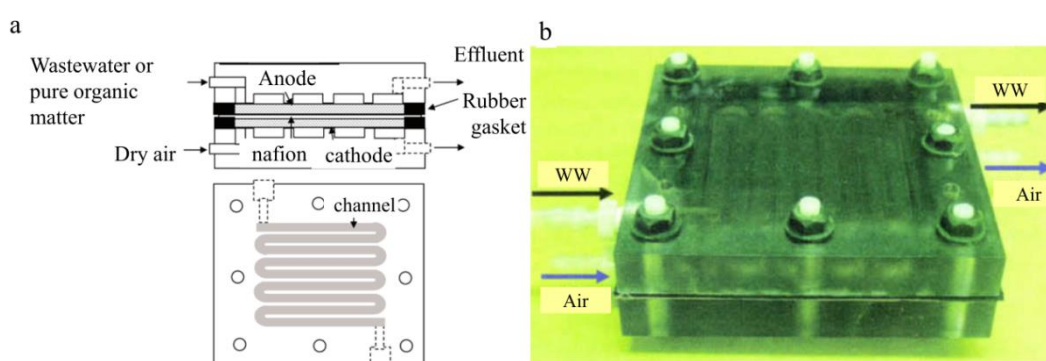 a
Wastewater or
pure organic
matter
Anode
Effluent
Rubber
gasket
Dry air
nafion
cathode
channel
b
WW
Air
WW
Air